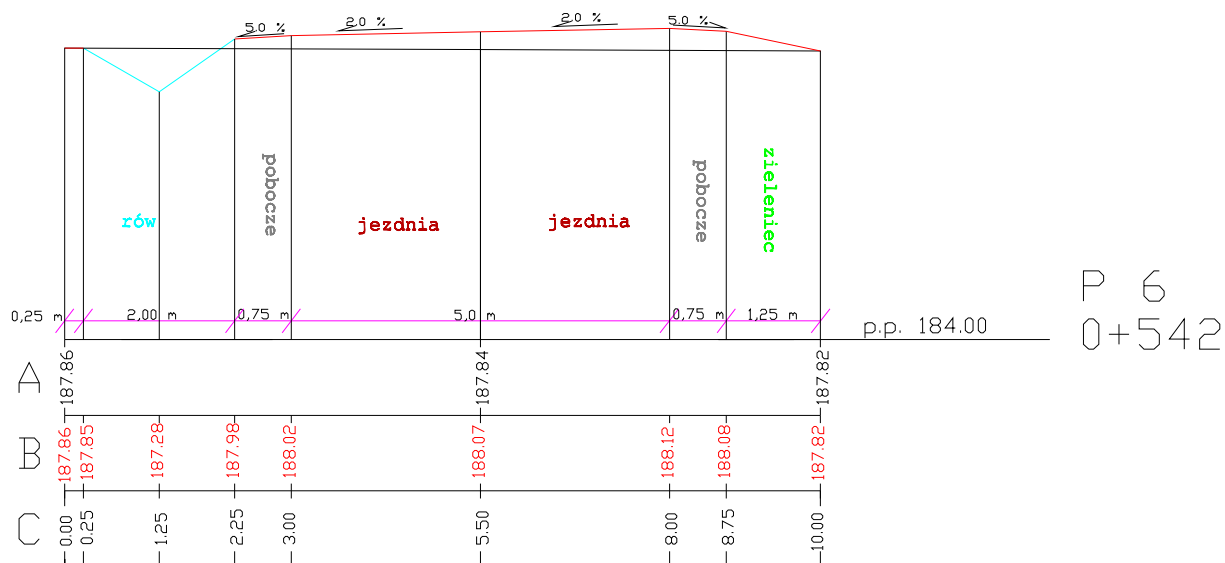 5.0 %
2.0 %
2.0 %
5.0 %
rów
pobocze
jezdnia
jezdnia
pobocze
zieleniec
0,25 m
2,00 m
0,75 m
5,0 m
0,75 m
1,25 m
p.p. 184.00
P 6
0+542
A
187.86
187.84
187.82
B
187.86
187.85
187.28
187.98
188.02
188.07
188.12
188.08
187.82
C
0.00
0.25
1.25
2.25
3.00
5.50
8.00
8.75
10.00